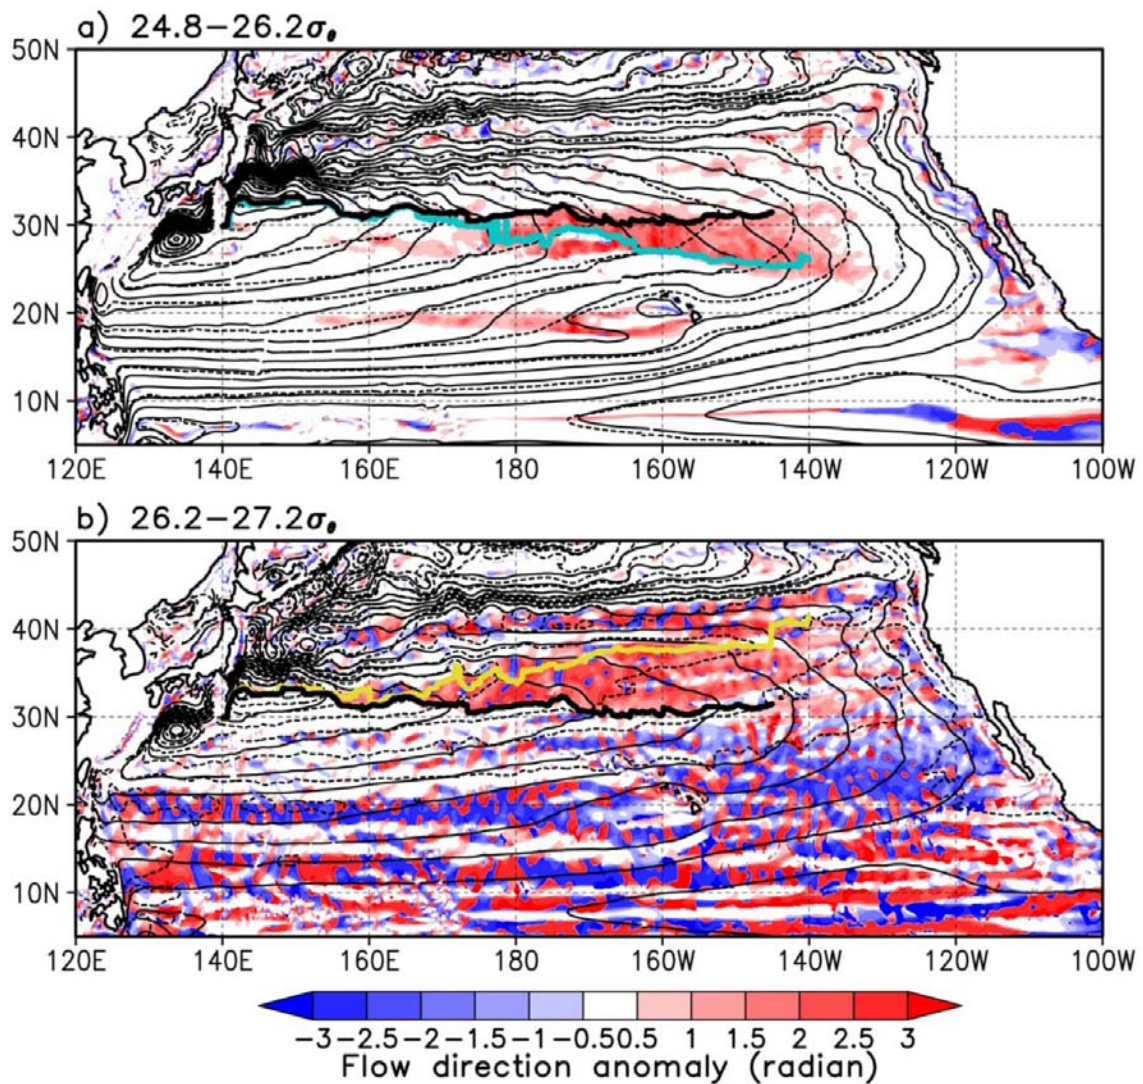 a) 24.8−26.2σθ
50N
40N
30N
20N
10N
120E 140E 160E 180 160W 140W 120W 100W
b) 26.2−27.2σθ
50N
40N
30N
20N
10N
120E 140E 160E 180 160W 140W 120W 100W
−3 −2.5 −2 −1.5 −1 −0.5 0.5 1 1.5 2 2.5 3
Flow direction anomaly (radian)